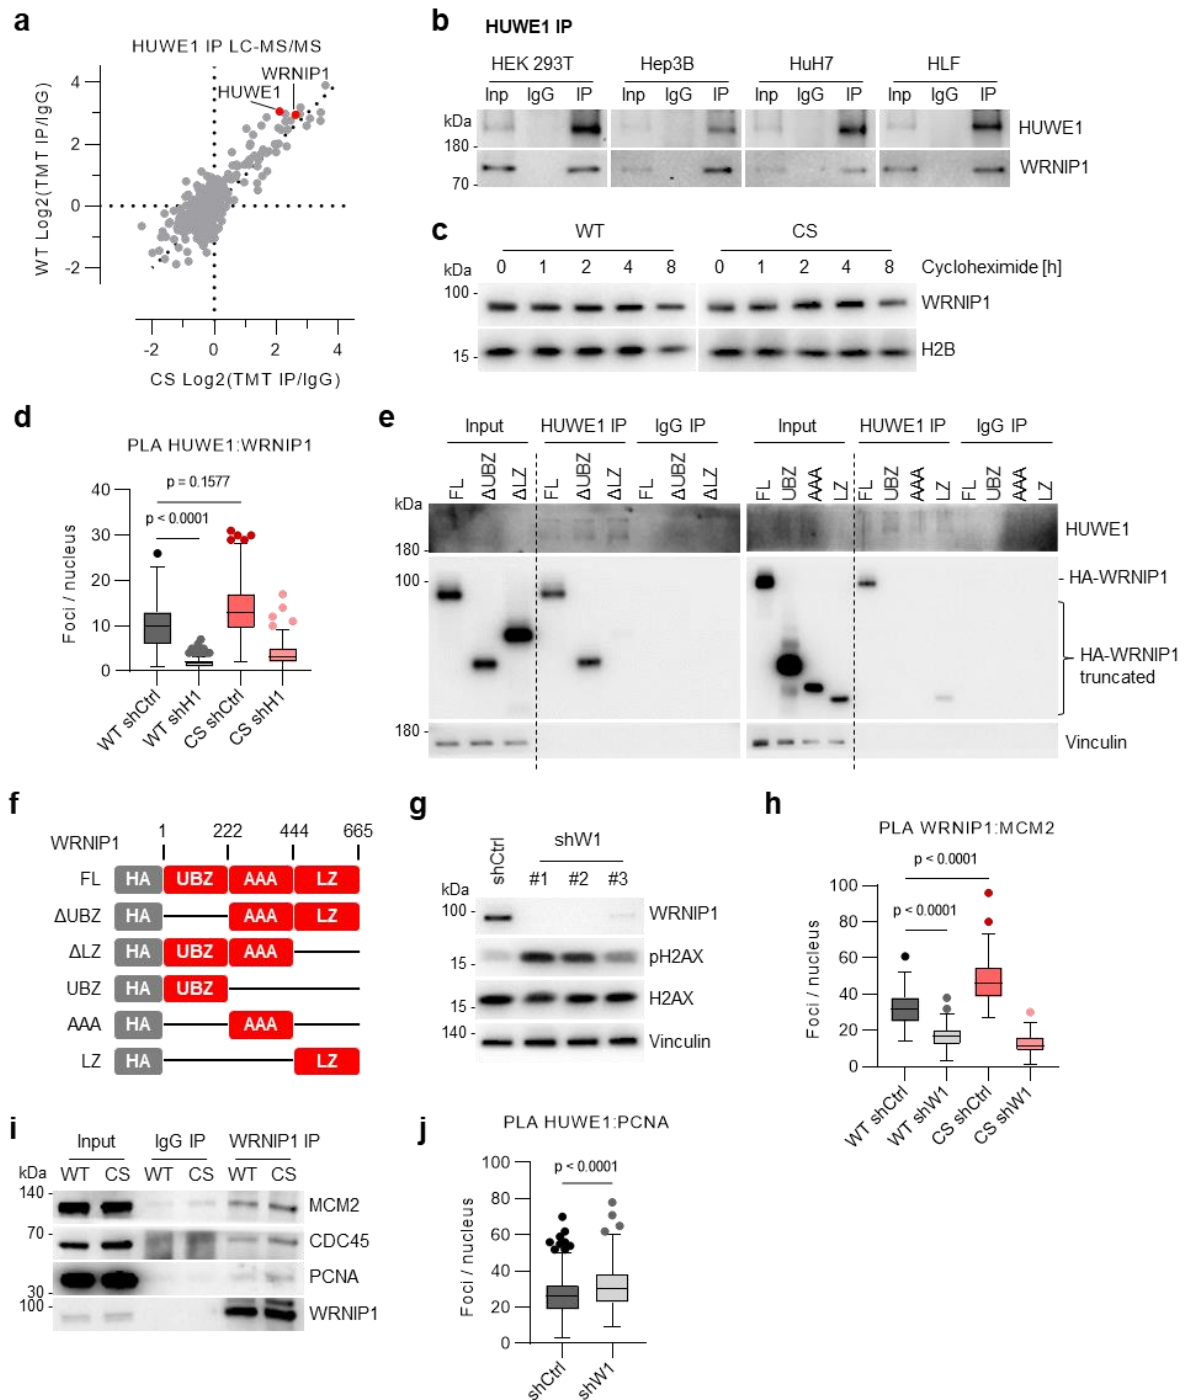 a
HUWE1 IP LC-MS/MS
WT Log2(TMT IP/IgG)
4
2
0
-2
WRNIP1
HUWE1
-2 0 2 4
CS Log2(TMT IP/IgG)
b
HUWE1 IP
HEK 293T Hep3B HuH7 HLF
Inp IgG IP Inp IgG IP Inp IgG IP Inp IgG IP
kDa
180
70
HUWE1
WRNIP1
c
WT CS
kDa
0 1 2 4 8 0 1 2 4 8 Cycloheximide [h]
100
WRNIP1
15
H2B
d
PLA HUWE1:WRNIP1
p = 0.1577
p < 0.0001
Foci / nucleus
40
30
20
10
0
WT shCtrl
WT shH1
CS shCtrl
CS shH1
e
Input HUWE1 IP IgG IP Input HUWE1 IP IgG IP
FL ΔUBZ ΔLZ FL ΔUBZ ΔLZ FL ΔUBZ ΔLZ FL UBZ AAA LZ FL UBZ AAA LZ FL UBZ AAA LZ
kDa
180
HUWE1
100
HA-WRNIP1
HA-WRNIP1
truncated
180
Vinculin
f
WRNIP1
1 222 444 665
FL HA UBZ AAA LZ
ΔUBZ HA AAA LZ
ΔLZ HA UBZ AAA
UBZ HA UBZ
AAA HA AAA
LZ HA LZ
g
shCtrl
shW1
#1 #2 #3
kDa
100
WRNIP1
15
pH2AX
15
H2AX
140
Vinculin
h
PLA WRNIP1:MCM2
p < 0.0001
p < 0.0001
Foci / nucleus
100
80
60
40
20
0
WT shCtrl
WT shW1
CS shCtrl
CS shW1
i
Input IgG IP WRNIP1 IP
kDa WT CS WT CS WT CS
140
MCM2
70
CDC45
PCNA
30
100
WRNIP1
j
PLA HUWE1:PCNA
p < 0.0001
Foci / nucleus
100
80
60
40
20
0
shCtrl
shW1